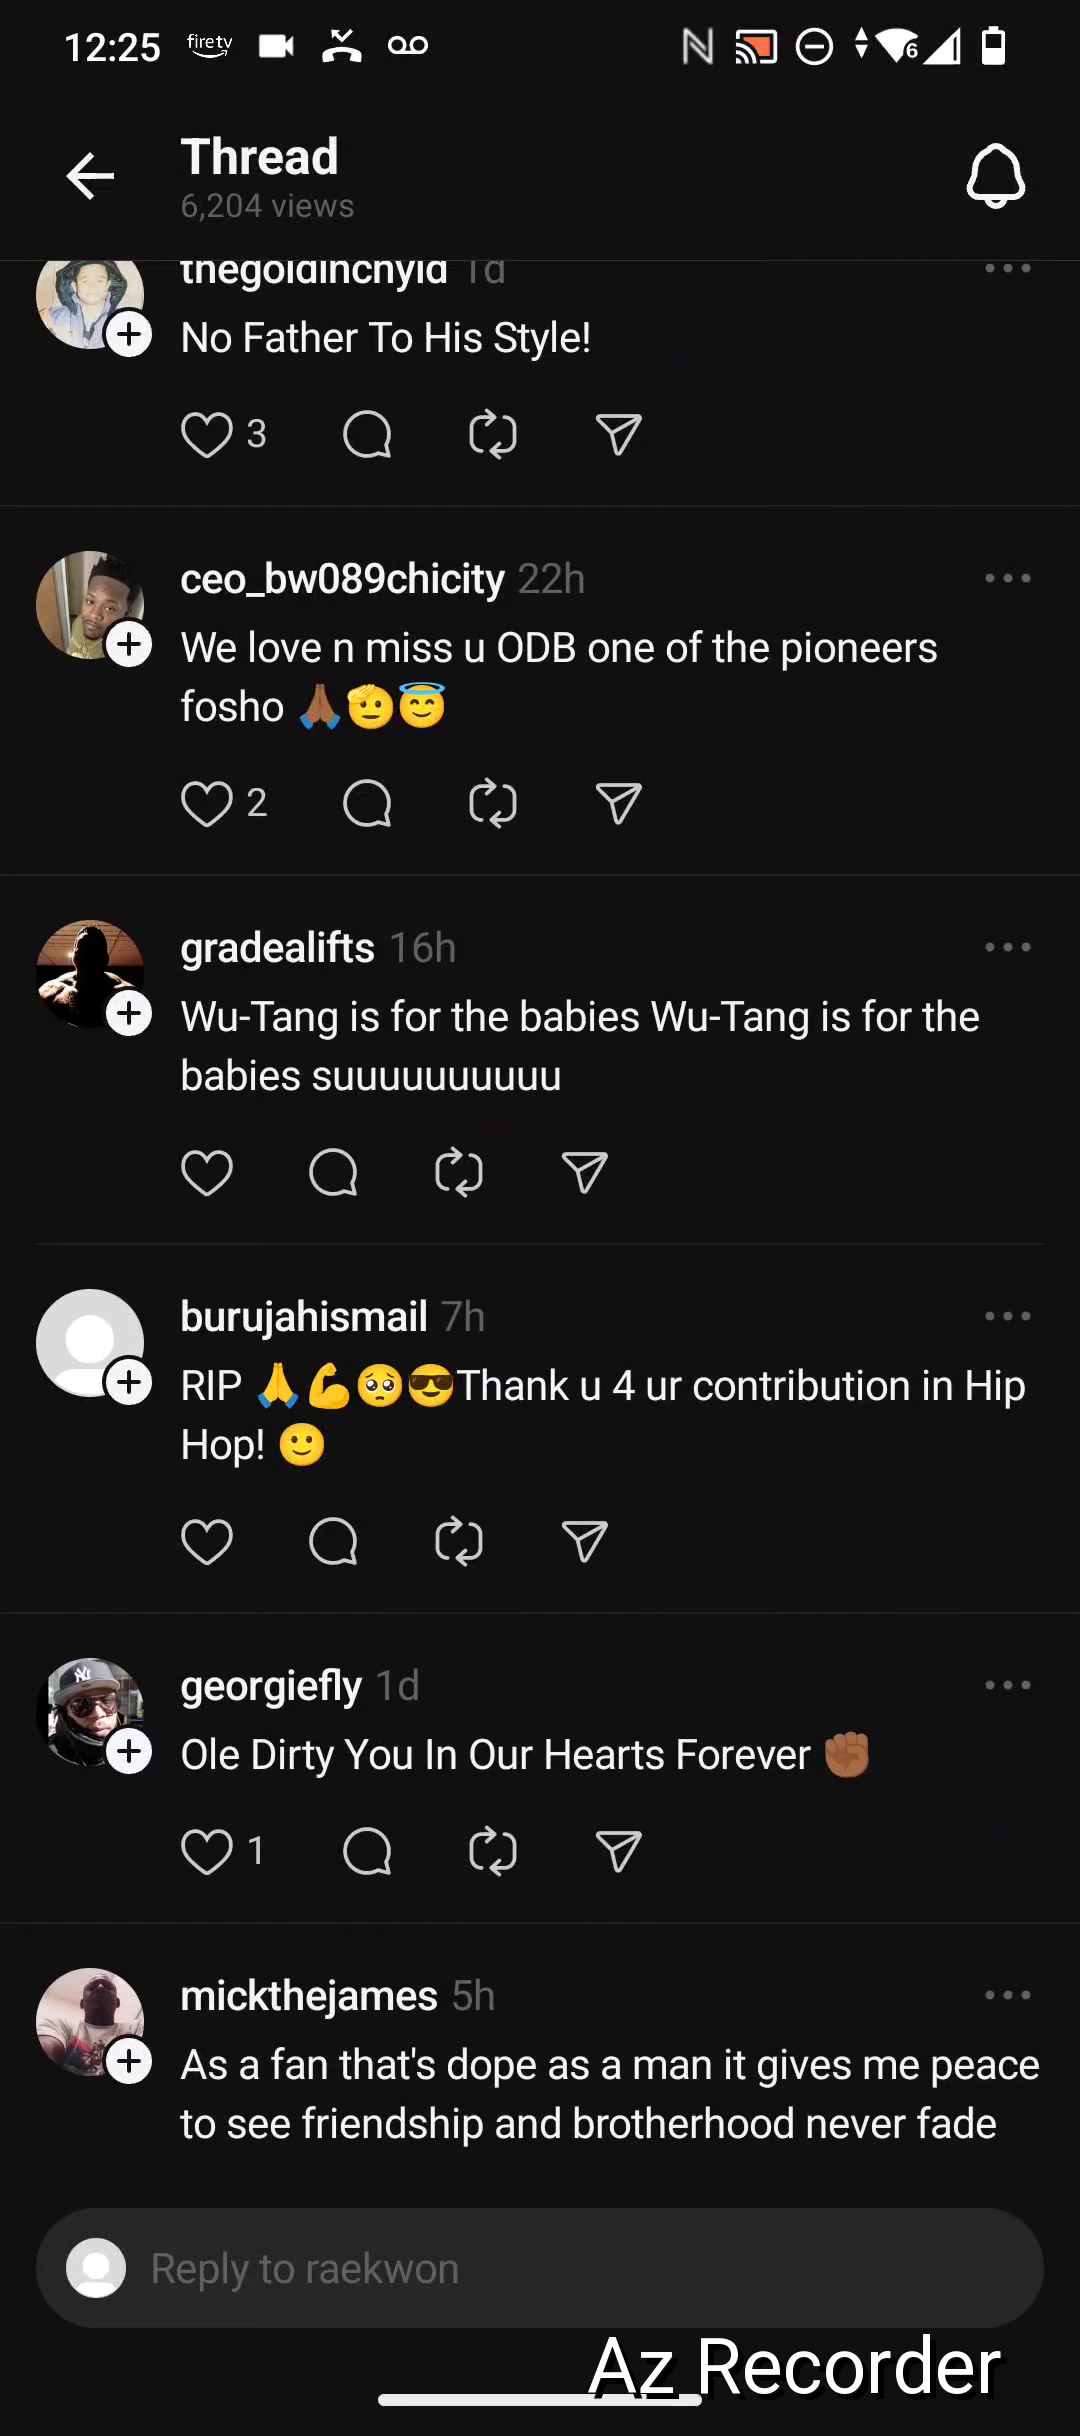 12:25 firetv 6
Thread
6,204 views
thegoldinchyld 1d
No Father To His Style!
3
ceo_bw089chicity 22h
We love n miss u ODB one of the pioneers
fosho 🙏🏾🫡😇
2
gradealifts 16h
Wu-Tang is for the babies Wu-Tang is for the
babies suuuuuuuuuu
burujahismail 7h
RIP 🙏💪🥺😎Thank u 4 ur contribution in Hip
Hop! 🙂
georgiefly 1d
Ole Dirty You In Our Hearts Forever ✊🏾
1
mickthejames 5h
As a fan that's dope as a man it gives me peace
to see friendship and brotherhood never fade
Reply to raekwon
Az Recorder